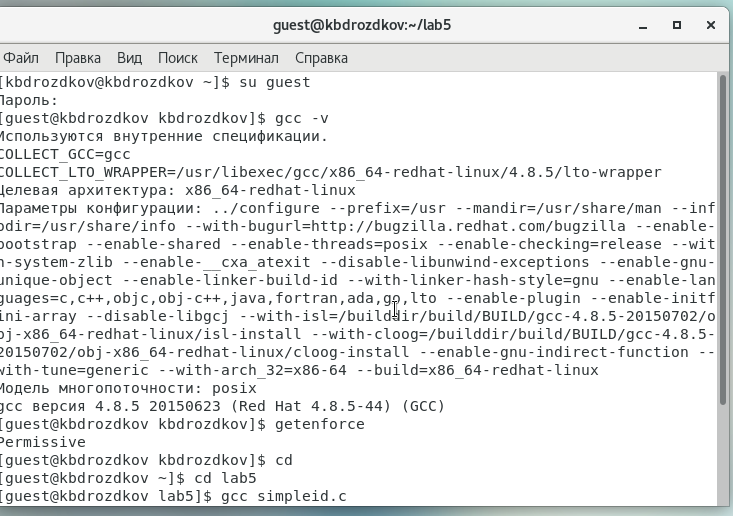 guest@kbdrozdkov:~/lab5
Файл Правка Вид Поиск Терминал Справка
[kbdrozdkov@kbdrozdkov ~]$ su guest
Пароль:
[guest@kbdrozdkov kbdrozdkov]$ gcc -v
Используются внутренние спецификации.
COLLECT_GCC=gcc
COLLECT_LTO_WRAPPER=/usr/libexec/gcc/x86_64-redhat-linux/4.8.5/lto-wrapper
Целевая архитектура: x86_64-redhat-linux
Параметры конфигурации: ../configure --prefix=/usr --mandir=/usr/share/man --inf
odir=/usr/share/info --with-bugurl=http://bugzilla.redhat.com/bugzilla --enable-
bootstrap --enable-shared --enable-threads=posix --enable-checking=release --wit
h-system-zlib --enable-__cxa_atexit --disable-libunwind-exceptions --enable-gnu-
unique-object --enable-linker-build-id --with-linker-hash-style=gnu --enable-lan
guages=c,c++,objc,obj-c++,java,fortran,ada,go,lto --enable-plugin --enable-initf
ini-array --disable-libgcj --with-isl=/builddir/build/BUILD/gcc-4.8.5-20150702/o
bj-x86_64-redhat-linux/isl-install --with-cloog=/builddir/build/BUILD/gcc-4.8.5-
20150702/obj-x86_64-redhat-linux/cloog-install --enable-gnu-indirect-function --
with-tune=generic --with-arch_32=x86-64 --build=x86_64-redhat-linux
Модель многопоточности: posix
gcc версия 4.8.5 20150623 (Red Hat 4.8.5-44) (GCC)
[guest@kbdrozdkov kbdrozdkov]$ getenforce
Permissive
[guest@kbdrozdkov kbdrozdkov]$ cd
[guest@kbdrozdkov ~]$ cd lab5
[guest@kbdrozdkov lab5]$ gcc simpleid.c